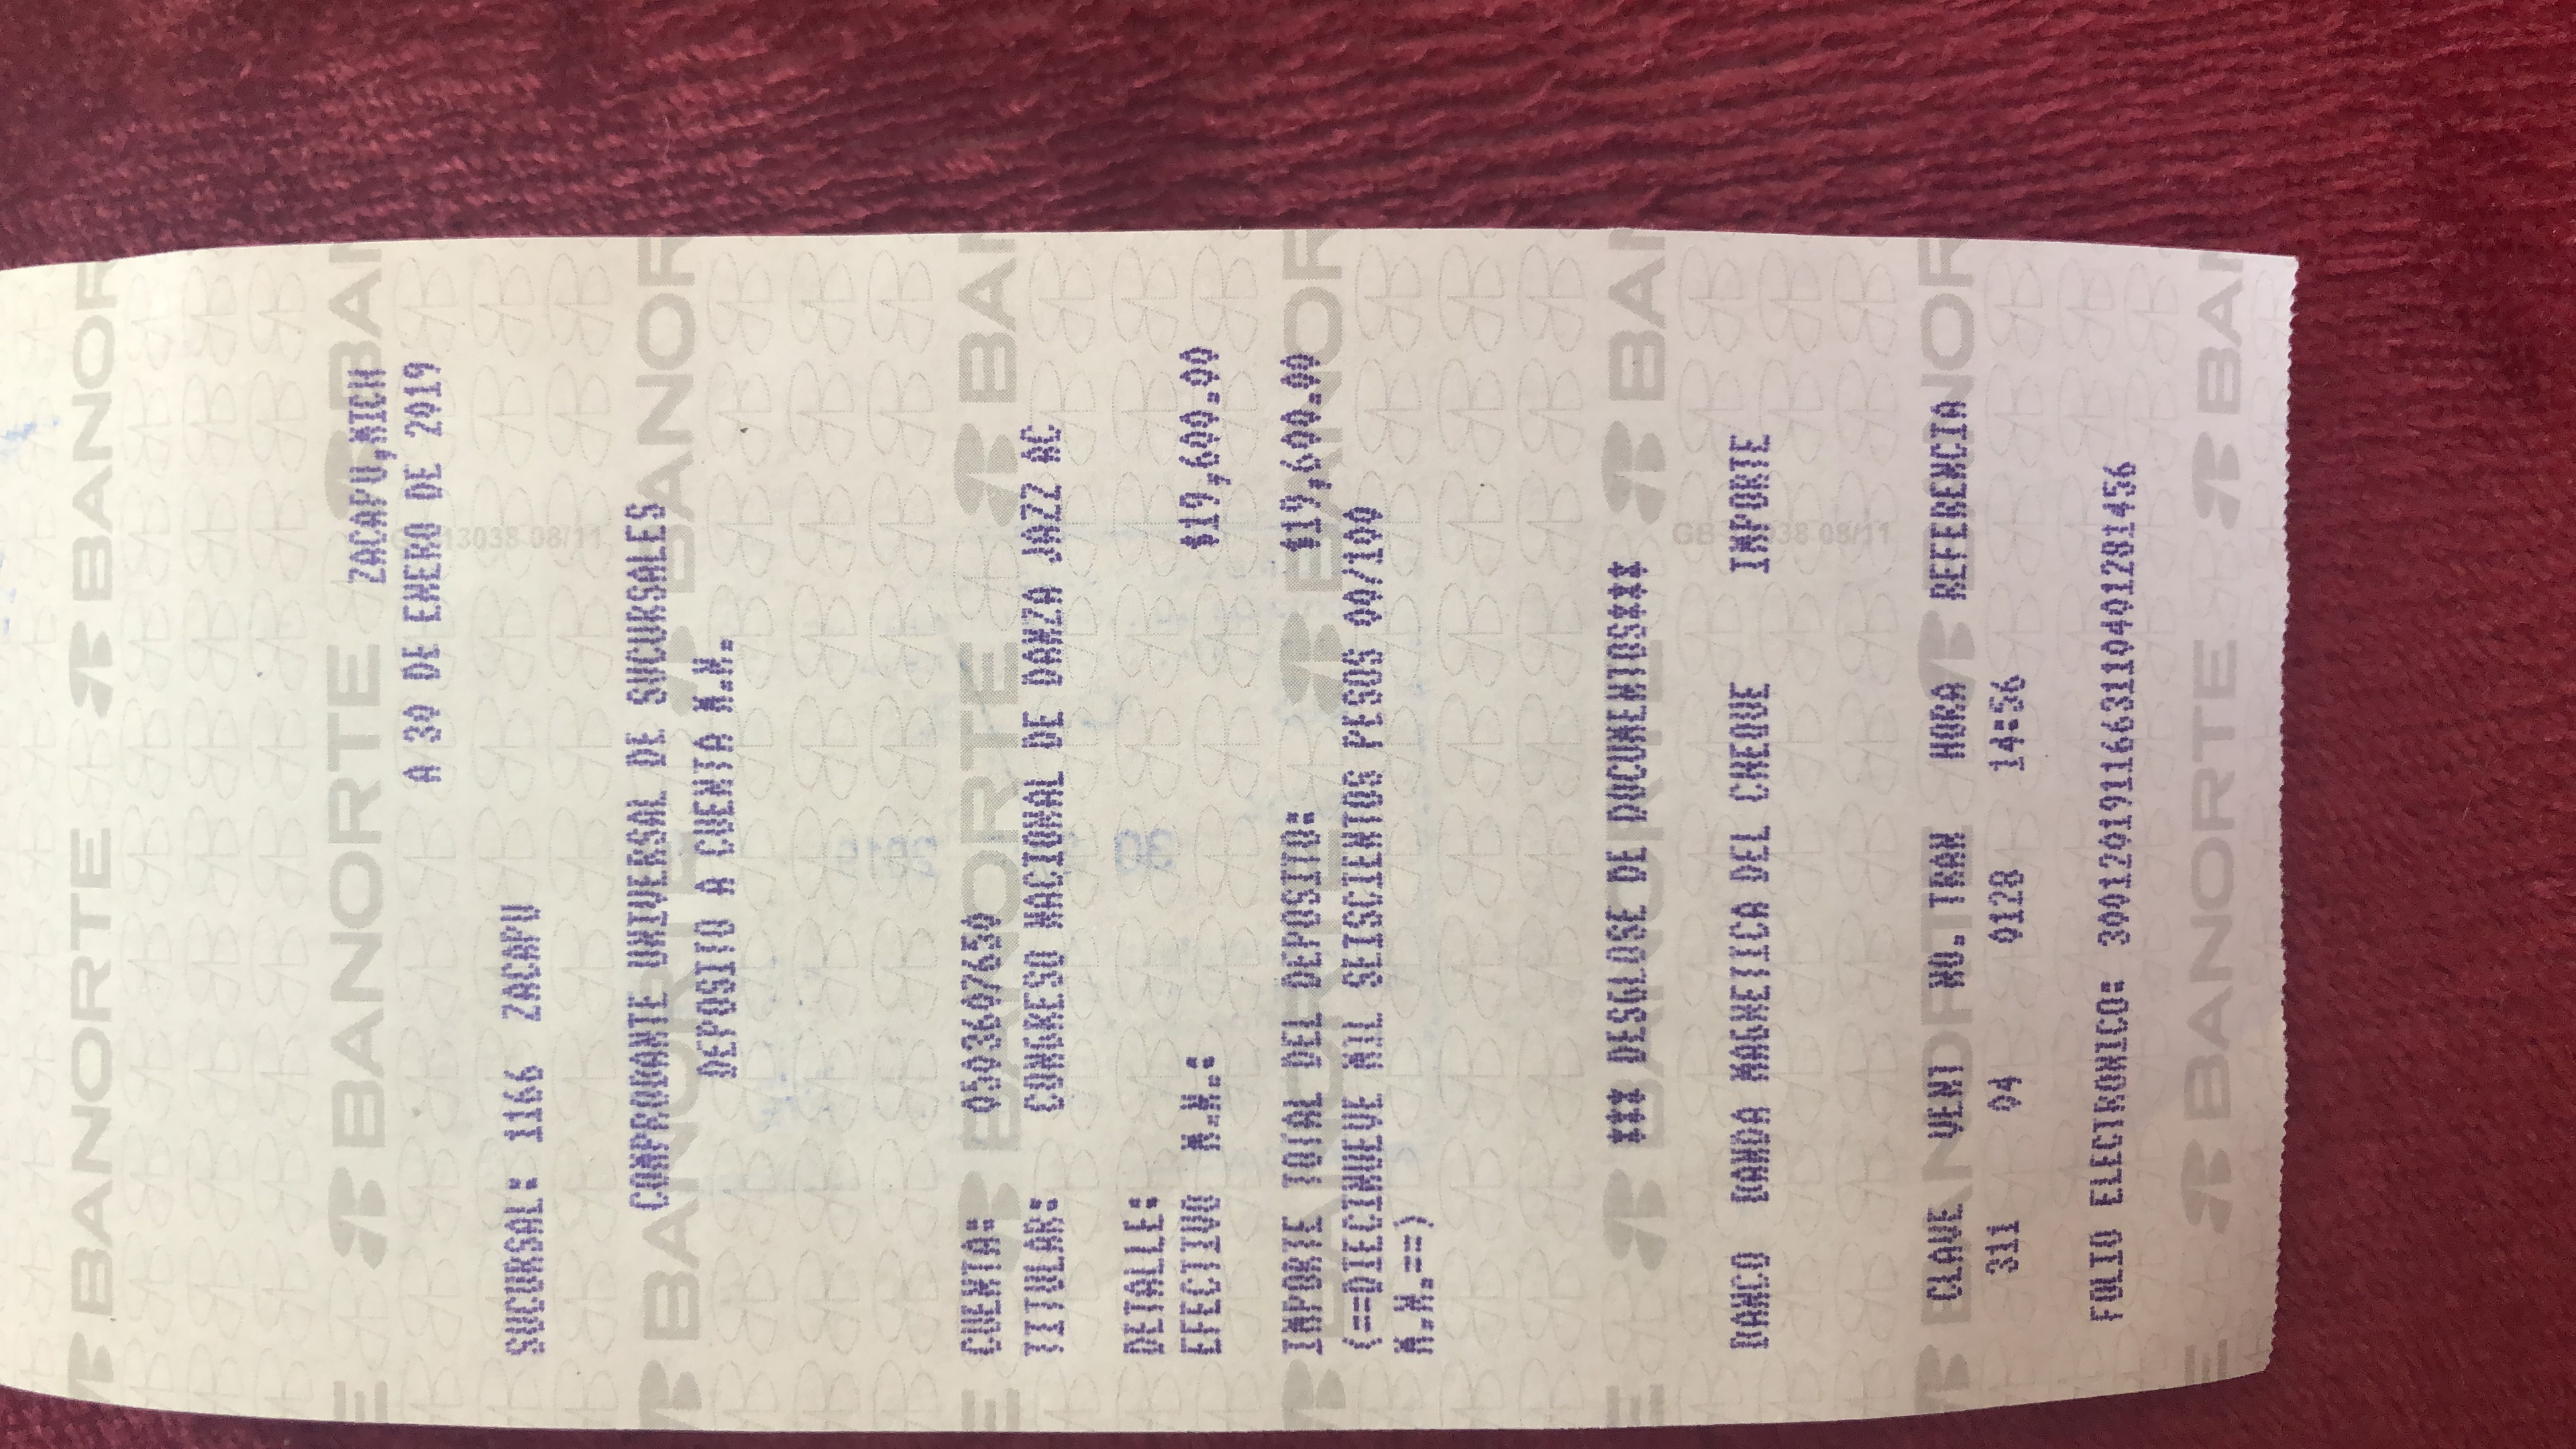 BANORTE BANORTE
BANORTE
ZACAPU,MICH
A 30 DE ENERO DE 2019
SUCURSAL: 1166 ZACAPU
COMPROBANTE UNIVERSAL DE SUCURSALES
DEPOSITO A CUENTA M.N.
CUENTA: 0503607650
TITULAR: CONGRESO NACIONAL DE DANZA JAZZ AC
DETALLE:
EFECTIVO M.N.: $19,600.00
IMPORTE TOTAL DEL DEPOSITO: $19,600.00
(==DIECINUEVE MIL SEISCIENTOS PESOS 00/100
M.N.==)
*** DESGLOSE DE DOCUMENTOS***
BANCO BANDA MAGNETICA DEL CHEQUE IMPORTE
CLAVE VENT NO. TRAN HORA REFERENCIA
311 04 0128 14:56
FOLIO ELECTRONICO: 3001201911663110401281456
BANORTE